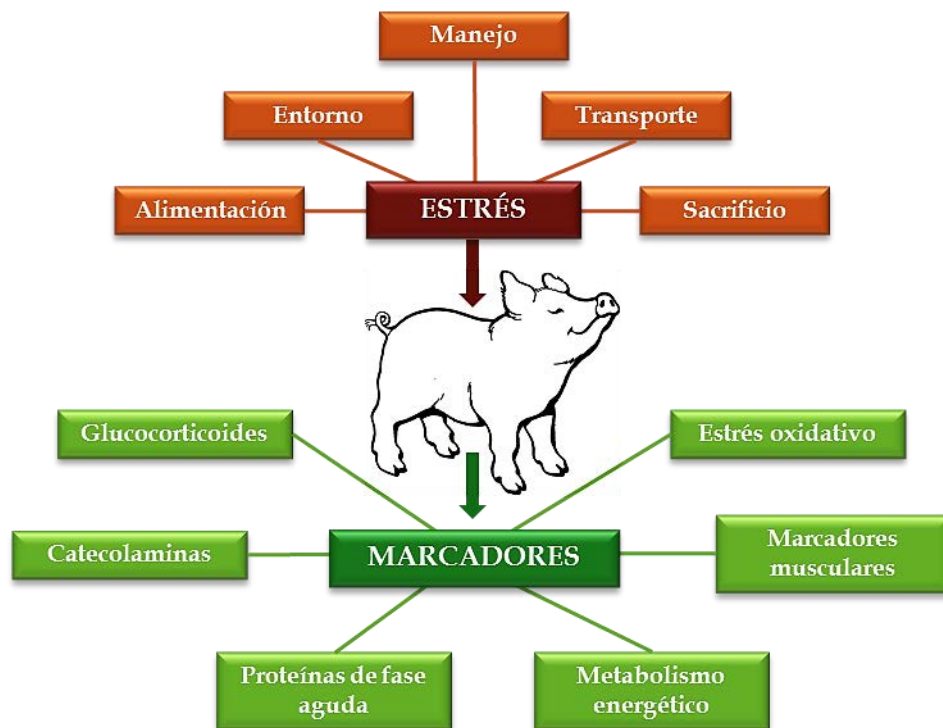 Manejo
Entorno
Transporte
Alimentación
ESTRÉS
Sacrificio
Glucocorticoides
Estrés oxidativo
Catecolaminas
MARCADORES
Marcadores
musculares
Proteínas de fase
aguda
Metabolismo
energético